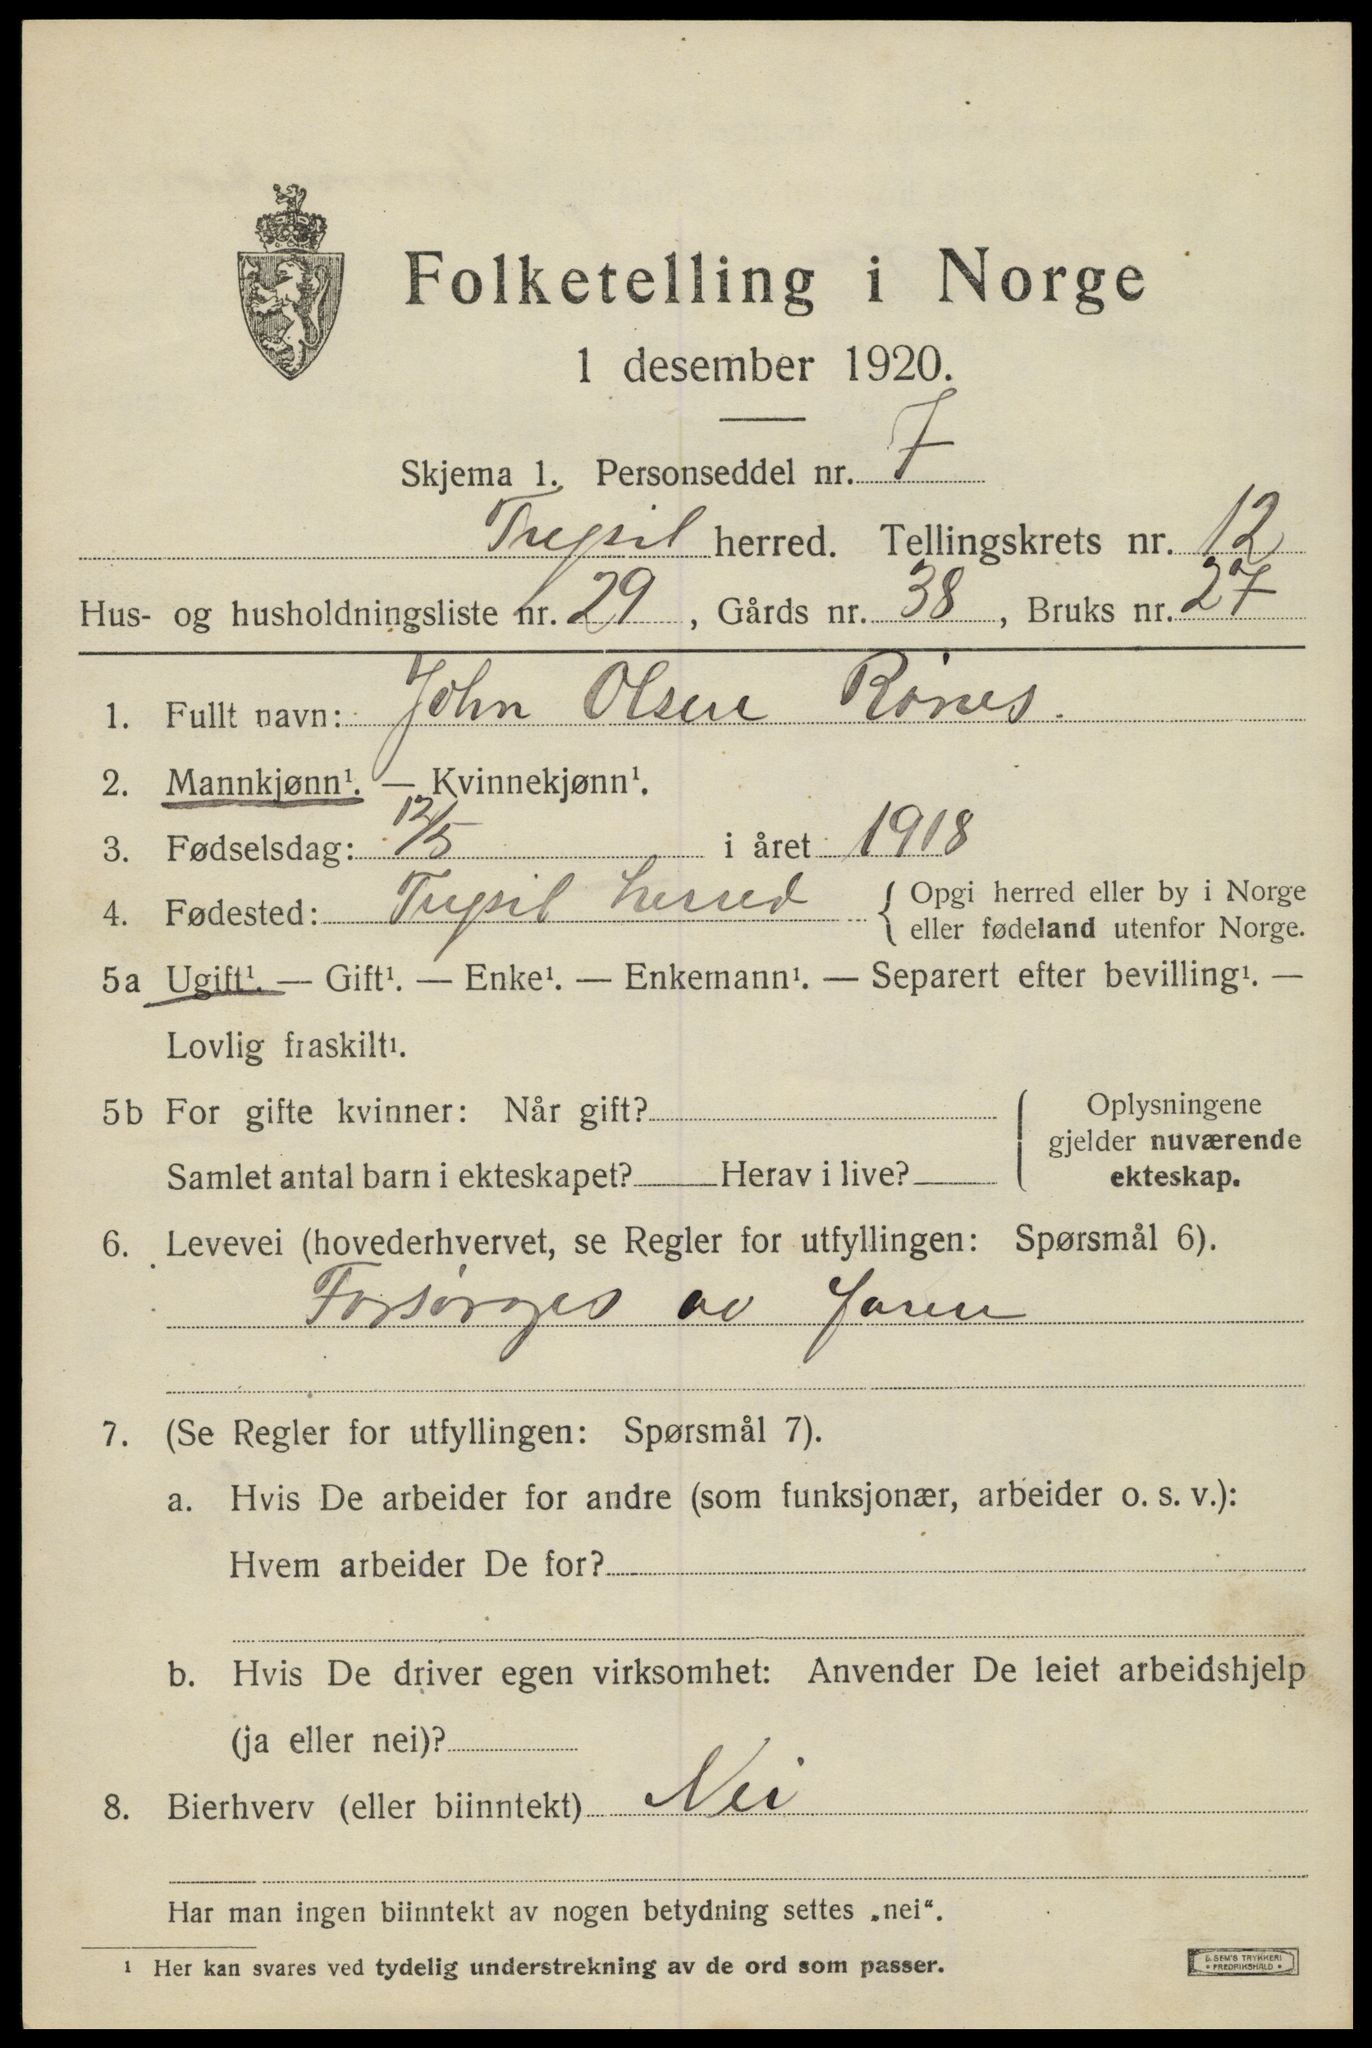 Folketelling i Norge
1 desember 1920.
Skjema 1. Personseddel nr. 7
Trysil herred. Tellingskrets nr. 12
Hus- og husholdningsliste nr. 29, Gårds nr. 38, Bruks nr. 27
1. Fullt navn: John Olsen Rönes.
2. Mannkjønn¹. — Kvinnekjønn¹.
3. Fødselsdag: 12/5 i året 1918
4. Fødested: Trysil herred { Opgi herred eller by i Norge
eller fødeland utenfor Norge.
5a Ugift¹. — Gift¹. — Enke¹. — Enkemann¹. — Separert efter bevilling¹. —
Lovlig fraskilt¹.
5b For gifte kvinner: Når gift?
Samlet antal barn i ekteskapet? Herav i live?
Oplysningene
gjelder nuværende
ekteskap.
6. Levevei (hovederhvervet, se Regler for utfyllingen: Spørsmål 6).
Forsörges av faren
7. (Se Regler for utfyllingen: Spørsmål 7).
a. Hvis De arbeider for andre (som funksjonær, arbeider o. s. v.):
Hvem arbeider De for?
b. Hvis De driver egen virksomhet: Anvender De leiet arbeidshjelp
(ja eller nei)?
8. Bierhverv (eller biinntekt) Nei
Har man ingen biinntekt av nogen betydning settes „nei“.
¹ Her kan svares ved tydelig understrekning av de ord som passer.
E. SEM'S TRYKKERI
• FREDRIKSHALD •